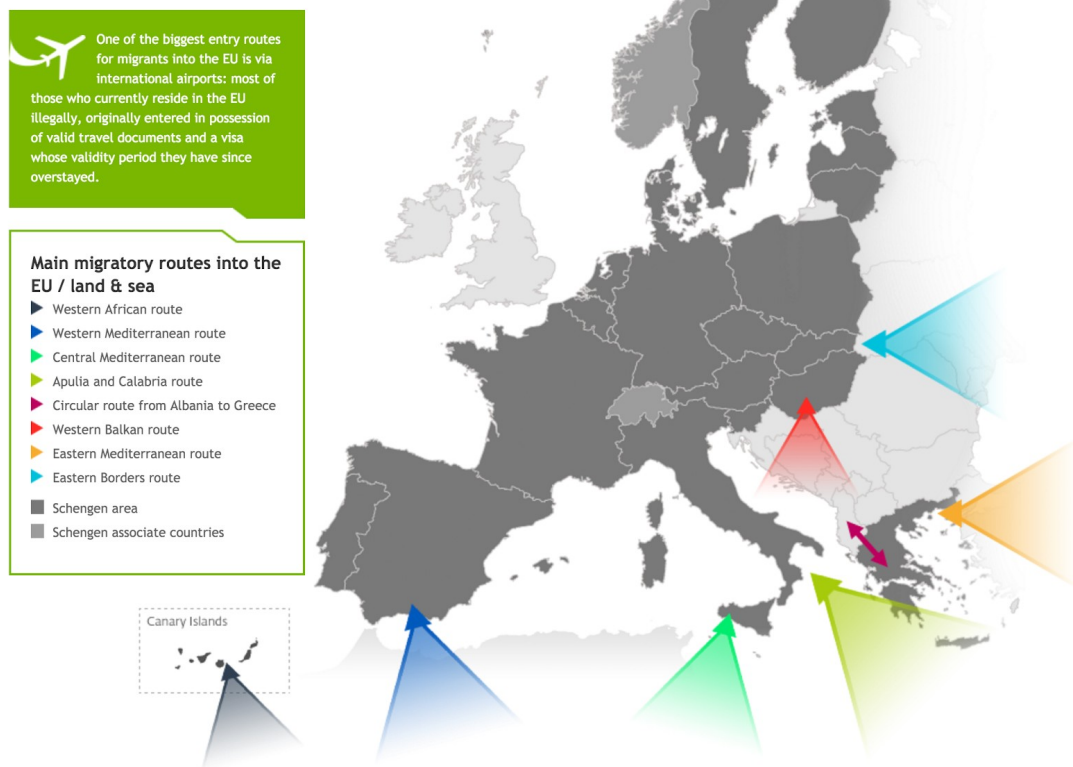 One of the biggest entry routes
for migrants into the EU is via
international airports: most of
those who currently reside in the EU
illegally, originally entered in possession
of valid travel documents and a visa
whose validity period they have since
overstayed.
Main migratory routes into the
EU / land & sea
Western African route
Western Mediterranean route
Central Mediterranean route
Apulia and Calabria route
Circular route from Albania to Greece
Western Balkan route
Eastern Mediterranean route
Eastern Borders route
Schengen area
Schengen associate countries
Canary Islands